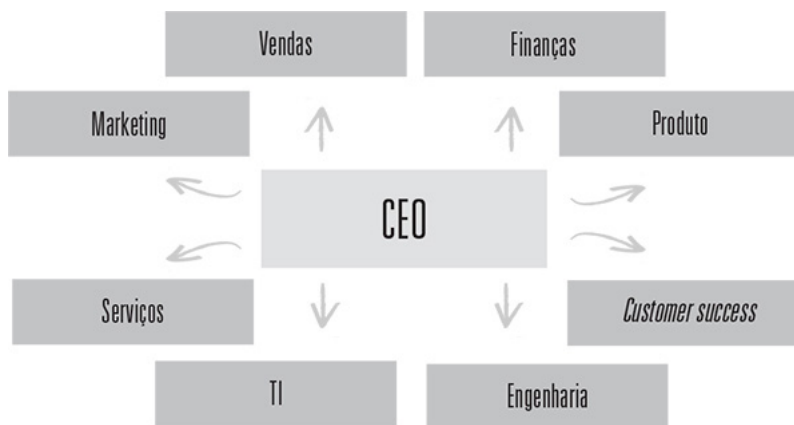 Vendas
Finanças
Marketing
Produto
CEO
Serviços
Customer success
TI
Engenharia